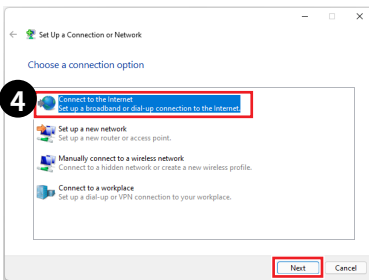 Set Up a Connection or Network
Choose a connection option
4
Connect to the Internet
Set up a broadband or dial-up connection to the Internet.
Set up a new network
Set up a new router or access point.
Manually connect to a wireless network
Connect to a hidden network or create a new wireless profile.
Connect to a workplace
Set up a dial-up or VPN connection to your workplace.
Next Cancel